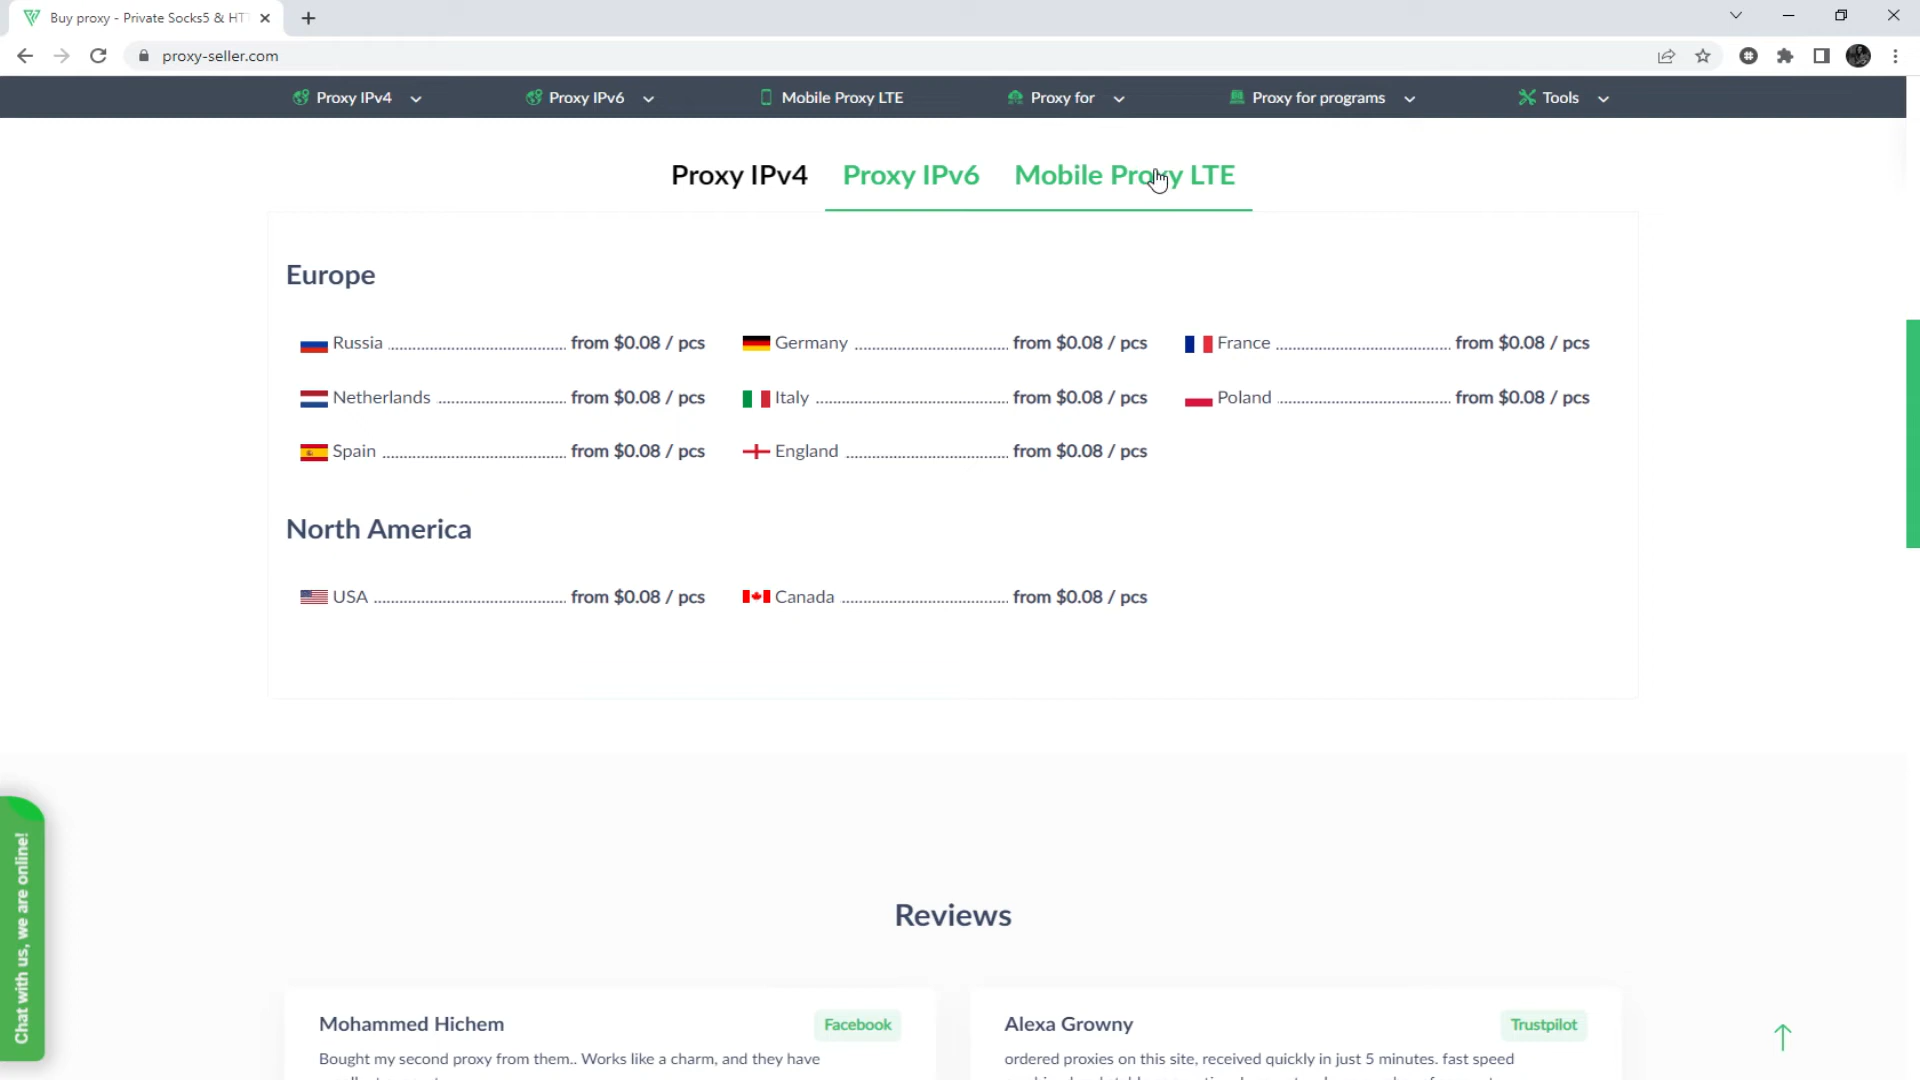 Buy proxy - Private Socks5 & HT
proxy-seller.com
Proxy IPv4
Proxy IPv6
Mobile Proxy LTE
Proxy for
Proxy for programs
Tools
Proxy IPv4
Proxy IPv6
Mobile Proxy LTE
Europe
Russia from $0.08 / pcs
Germany from $0.08 / pcs
France from $0.08 / pcs
Netherlands from $0.08 / pcs
Italy from $0.08 / pcs
Poland from $0.08 / pcs
Spain from $0.08 / pcs
England from $0.08 / pcs
North America
USA from $0.08 / pcs
Canada from $0.08 / pcs
Chat with us, we are online!
Reviews
Mohammed Hichem
Facebook
Bought my second proxy from them.. Works like a charm, and they have
Alexa Growny
Trustpilot
ordered proxies on this site, received quickly in just 5 minutes. fast speed